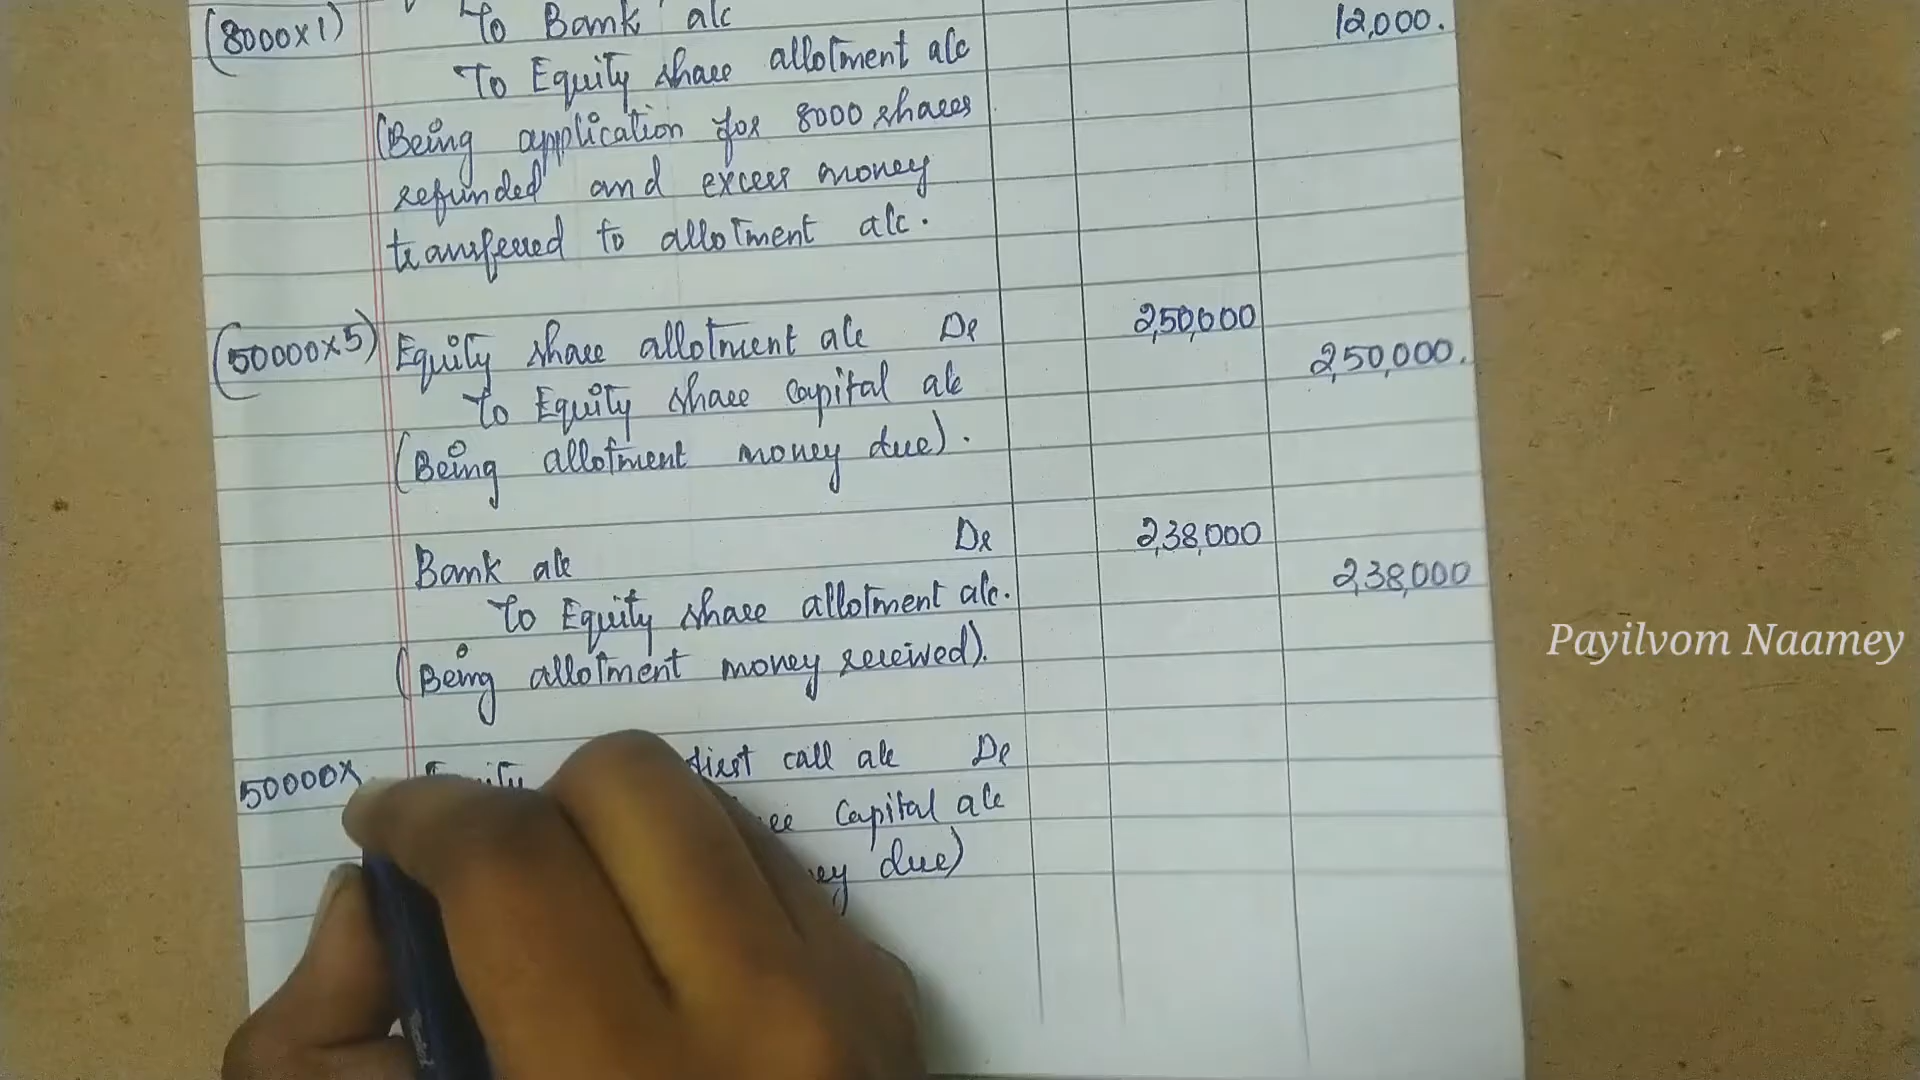 (8000x1) To Bank a/c 12,000.
To Equity share allotment a/c
(Being application for 8000 shares
refunded and excess money
transferred to allotment a/c.
(50000x5) Equity share allotment a/c Dr 2,50,000
To Equity share capital a/c 2,50,000.
(Being allotment money due).
Bank a/c Dr 2,38,000
To Equity share allotment a/c. 2,38,000
(Being allotment money received).
50000x first call a/c Dr
Capital a/c
due)
Payilvom Naamey